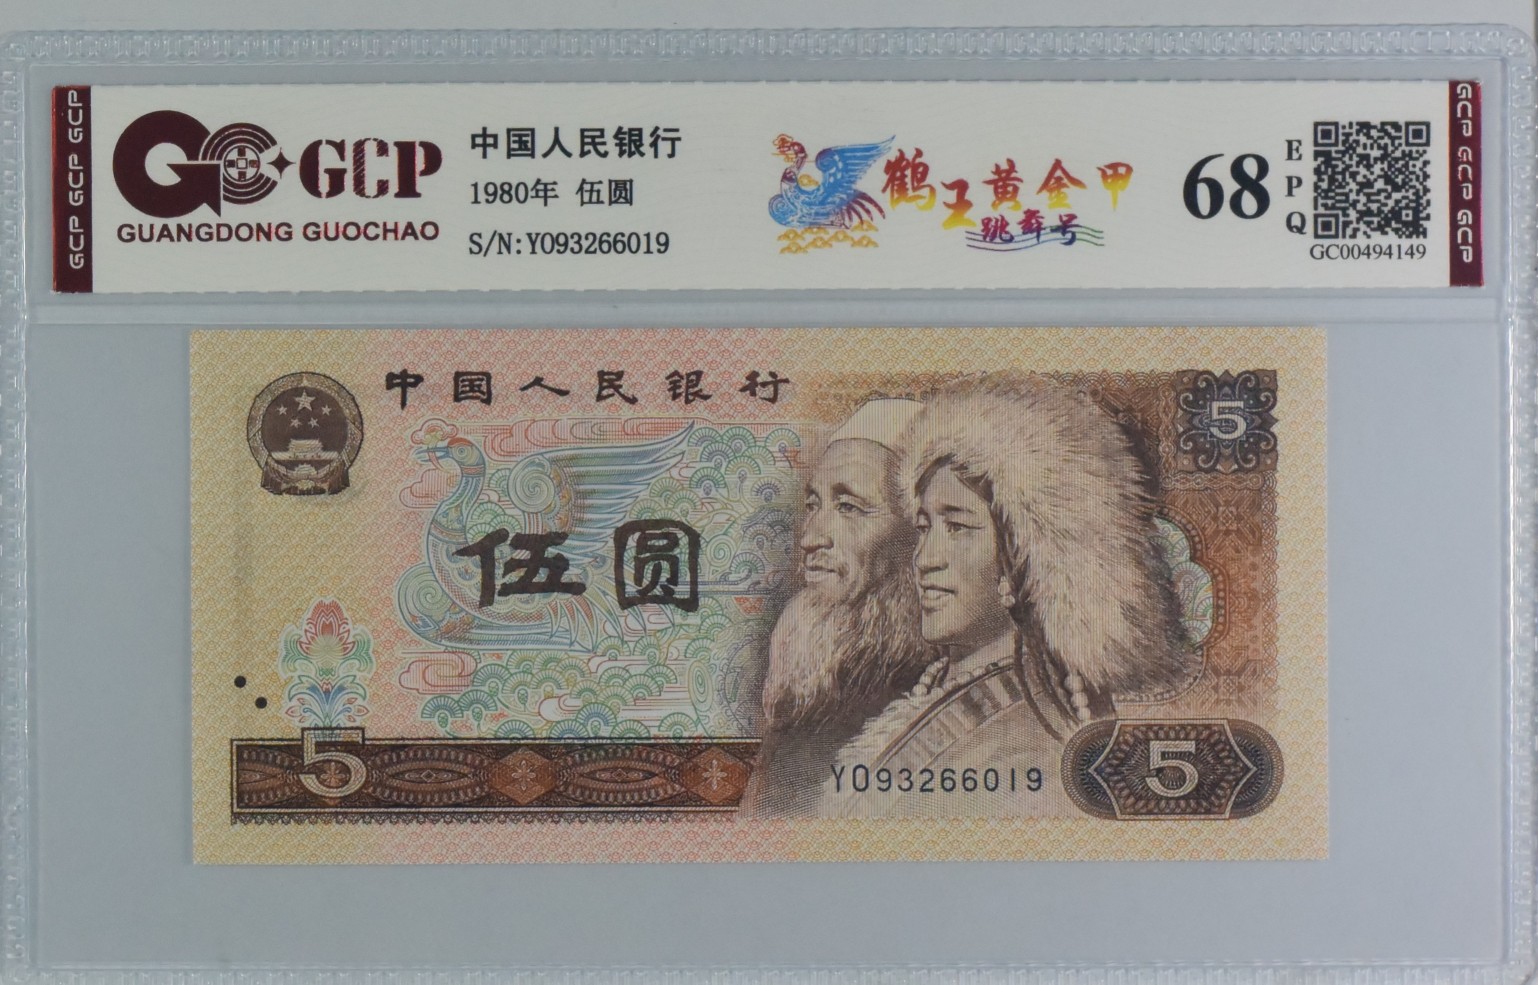 GCP GCP GCP
GCP
GUANGDONG GUOCHAO
中国人民银行
1980年 伍圆
S/N:Y093266019
鹤王黄金甲
跳舞号
68
EPQ
GC00494149
GCP GCP GCP
中国人民银行
5
伍圆
5
Y093266019
5